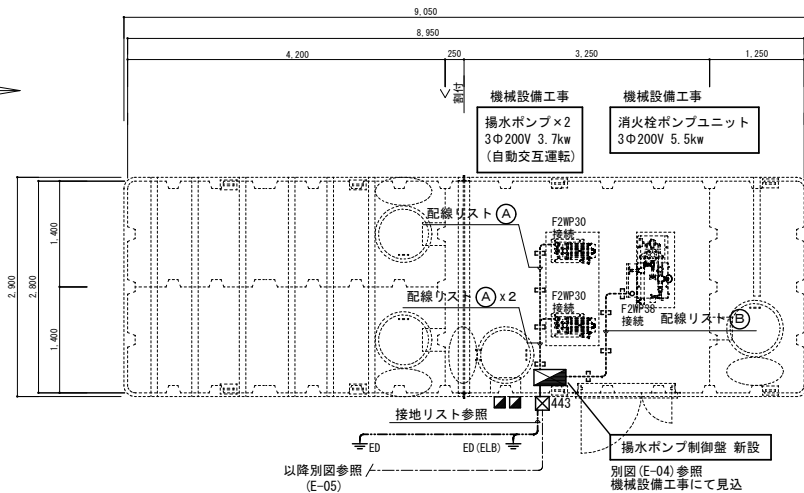 9,050
8,950
4,200
250
3,250
1,250
割付
機械設備工事
揚水ポンプ×2
3Φ200V 3.7kw
(自動交互運転)
機械設備工事
消火栓ポンプユニット
3Φ200V 5.5kw
2,900
2,800
1,400
1,400
配線リスト Ⓐ
F2WP30
接続
配線リスト Ⓐ x2
F2WP30
接続
F2WP38
接続
配線リスト Ⓑ
443
接地リスト参照
ED
ED(ELB)
揚水ポンプ制御盤 新設
以降別図参照
(E-05)
別図(E-04)参照
機械設備工事にて見込